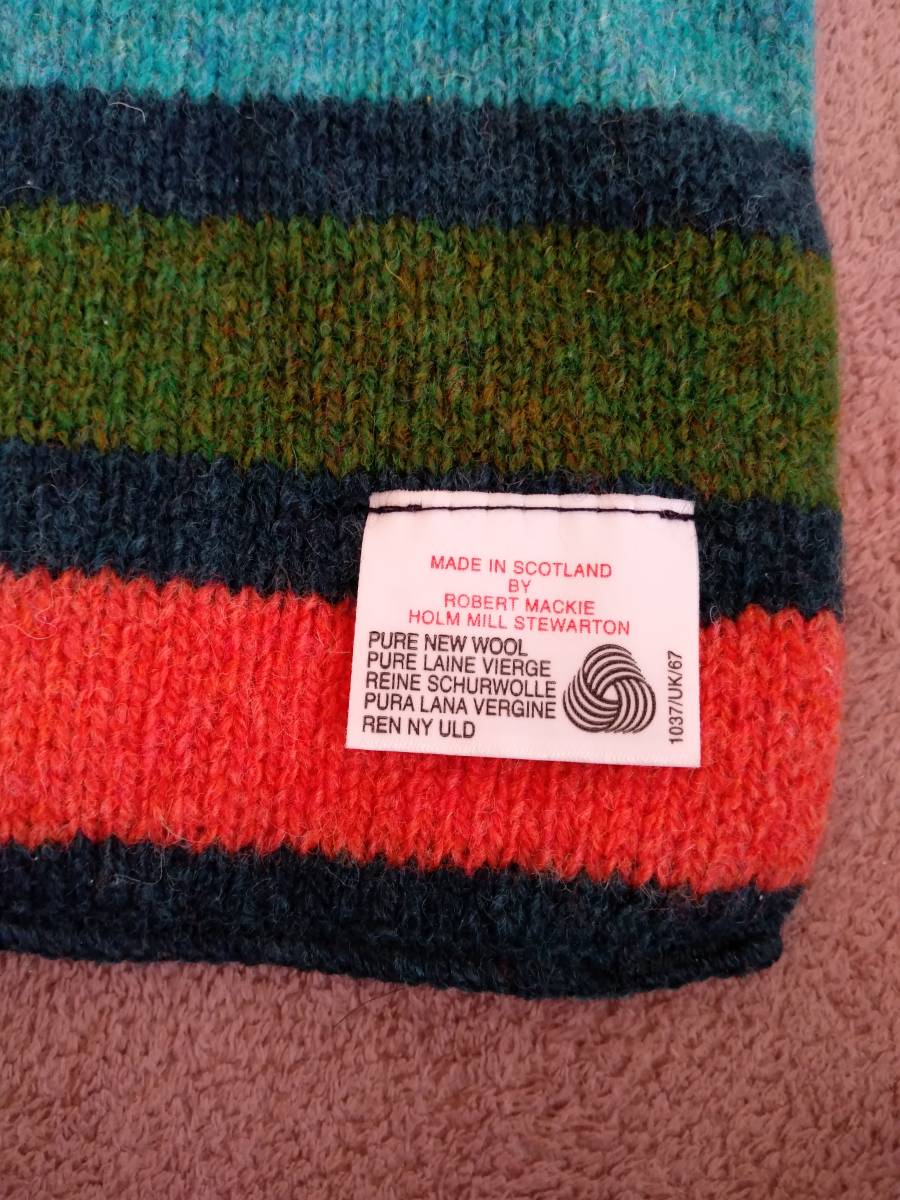 MADE IN SCOTLAND
BY
ROBERT MACKIE
HOLM MILL STEWARTON
PURE NEW WOOL
PURE LAINE VIERGE
REINE SCHURWOLLE
PURA LANA VERGINE
REN NY ULD
1037/UK/67